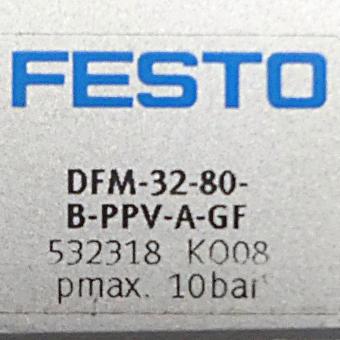 FESTO
DFM-32-80-
B-PPV-A-GF
532318 K008
pmax. 10bar